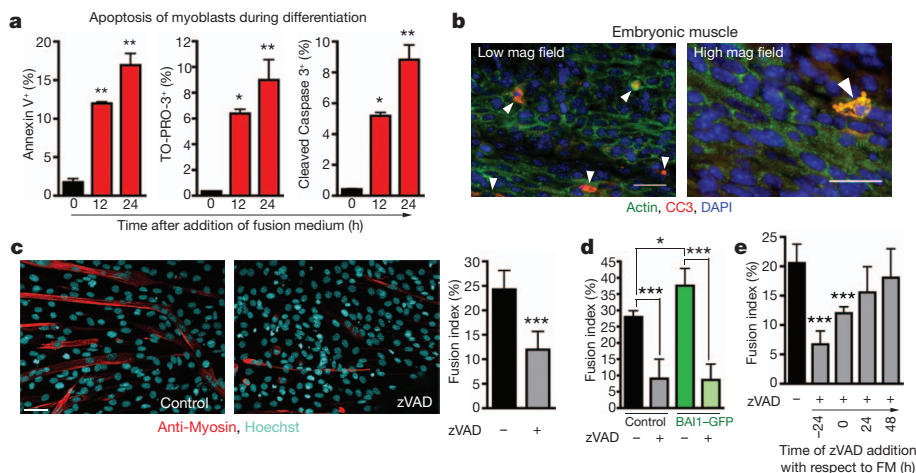 a
Apoptosis of myoblasts during differentiation
Annexin V⁺ (%)
20
15
10
5
0
**
**
0 12 24
TO-PRO-3⁺ (%)
12
10
8
6
4
2
0
*
**
0 12 24
Cleaved Caspase 3⁺ (%)
10
8
6
4
2
0
*
**
0 12 24
Time after addition of fusion medium (h)
b
Embryonic muscle
Low mag field
High mag field
Actin, CC3, DAPI
c
Control
zVAD
Anti-Myosin, Hoechst
Fusion index (%)
30
25
20
15
10
5
0
***
zVAD – +
d
Fusion index (%)
45
40
35
30
25
20
15
10
5
0
*
***
***
Control BAI1–GFP
zVAD – + – +
e
Fusion index (%)
25
20
15
10
5
0
***
***
zVAD – + + + +
–24 0 24 48
Time of zVAD addition
with respect to FM (h)